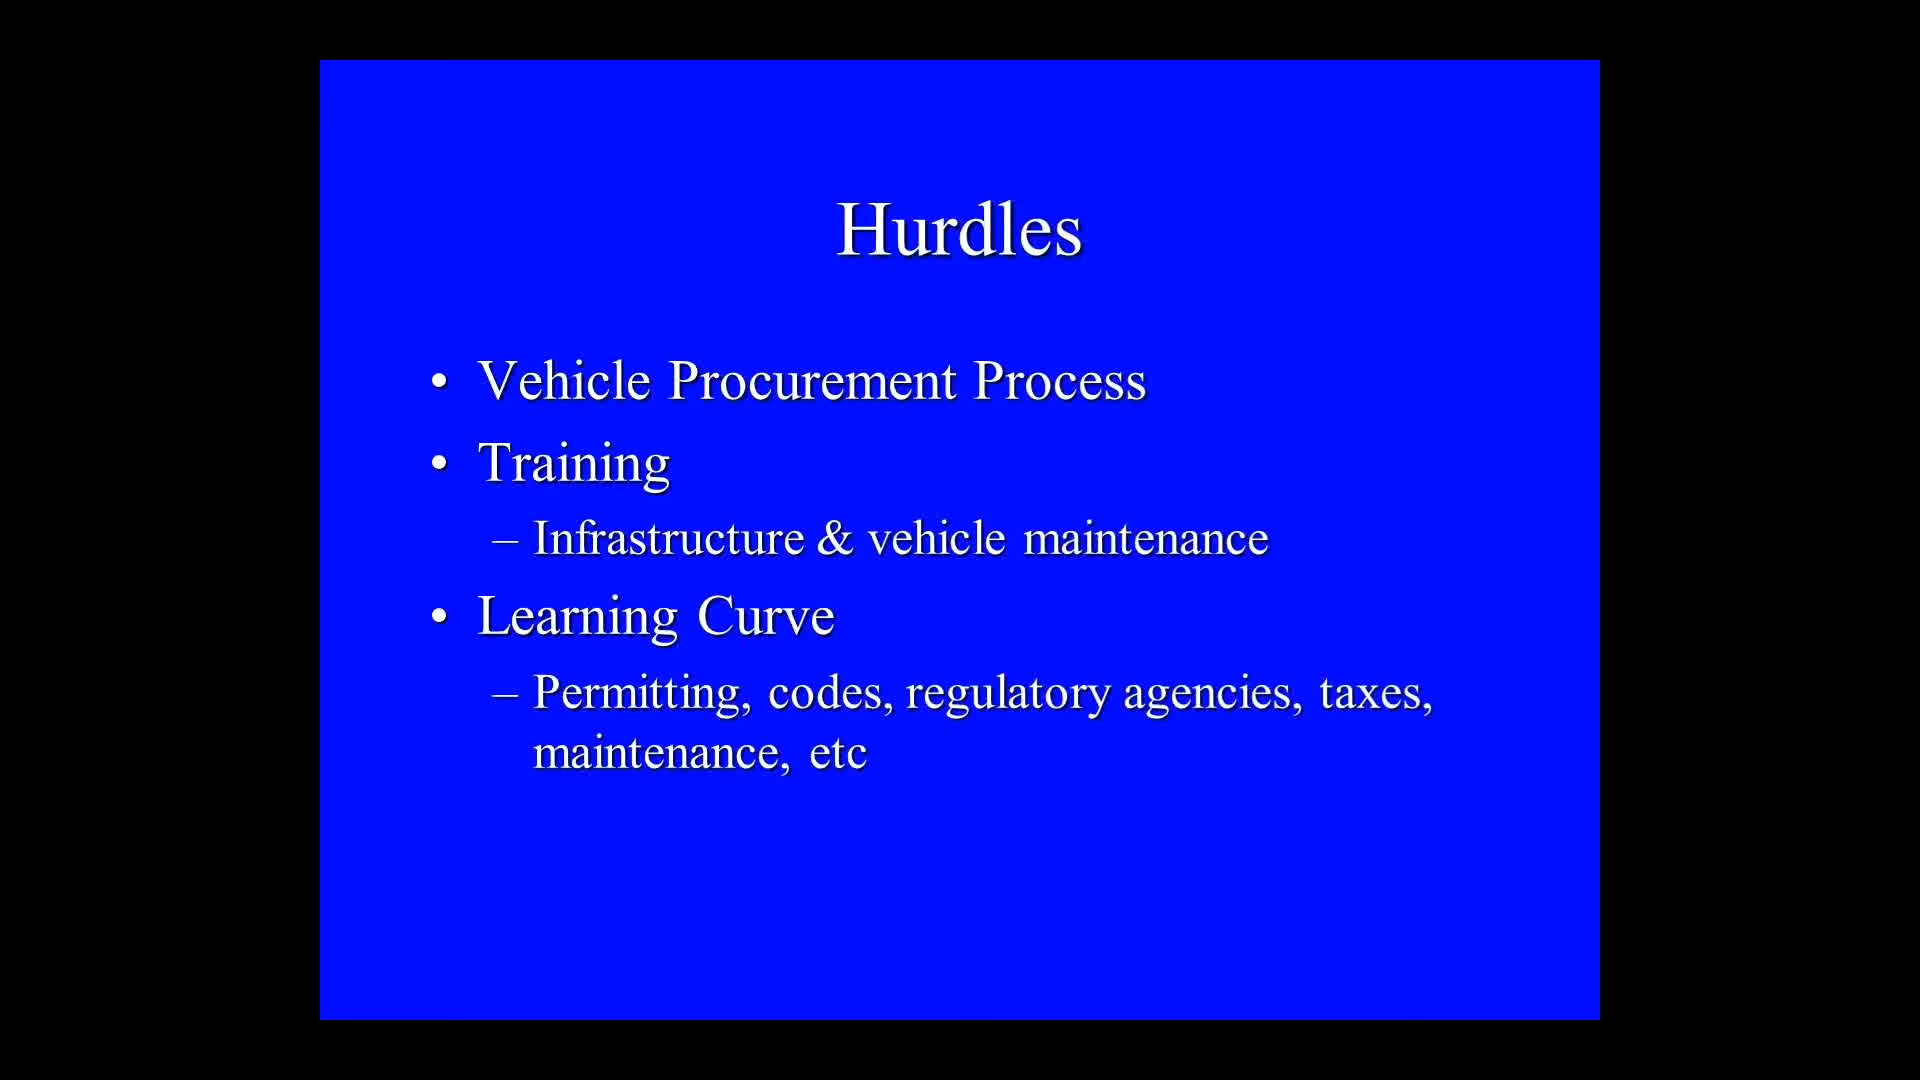 Hurdles
• Vehicle Procurement Process
• Training
– Infrastructure & vehicle maintenance
• Learning Curve
– Permitting, codes, regulatory agencies, taxes,
maintenance, etc